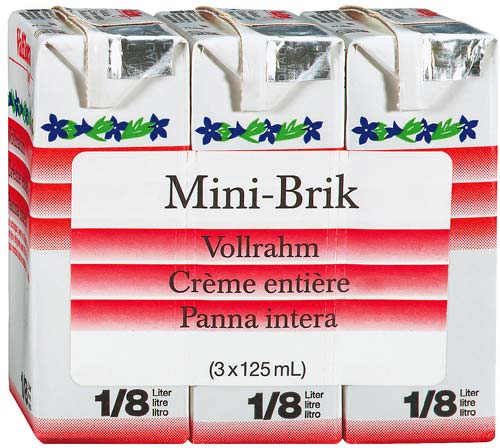 Mini-Brik
Vollrahm
Crème entière
Panna intera
(3 x 125 mL)
1/8 Liter
litre
litro
1/8 Liter
litre
litro
1/8 Liter
litre
litro